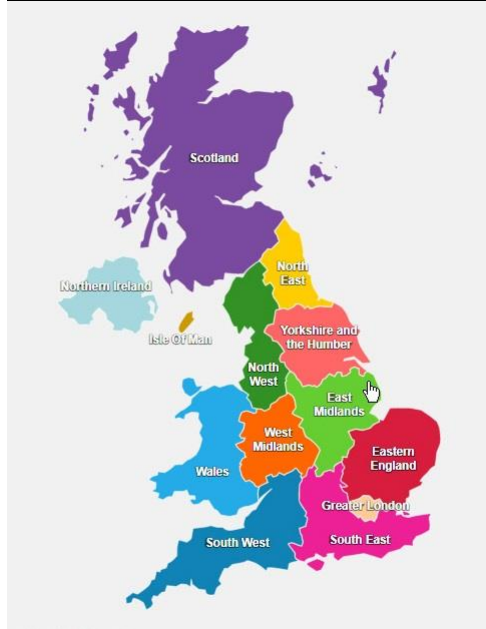 Scotland
North
East
Northern Ireland
Isle Of Man
Yorkshire and
the Humber
North
West
East
Midlands
West
Midlands
Eastern
England
Wales
Greater London
South West
South East